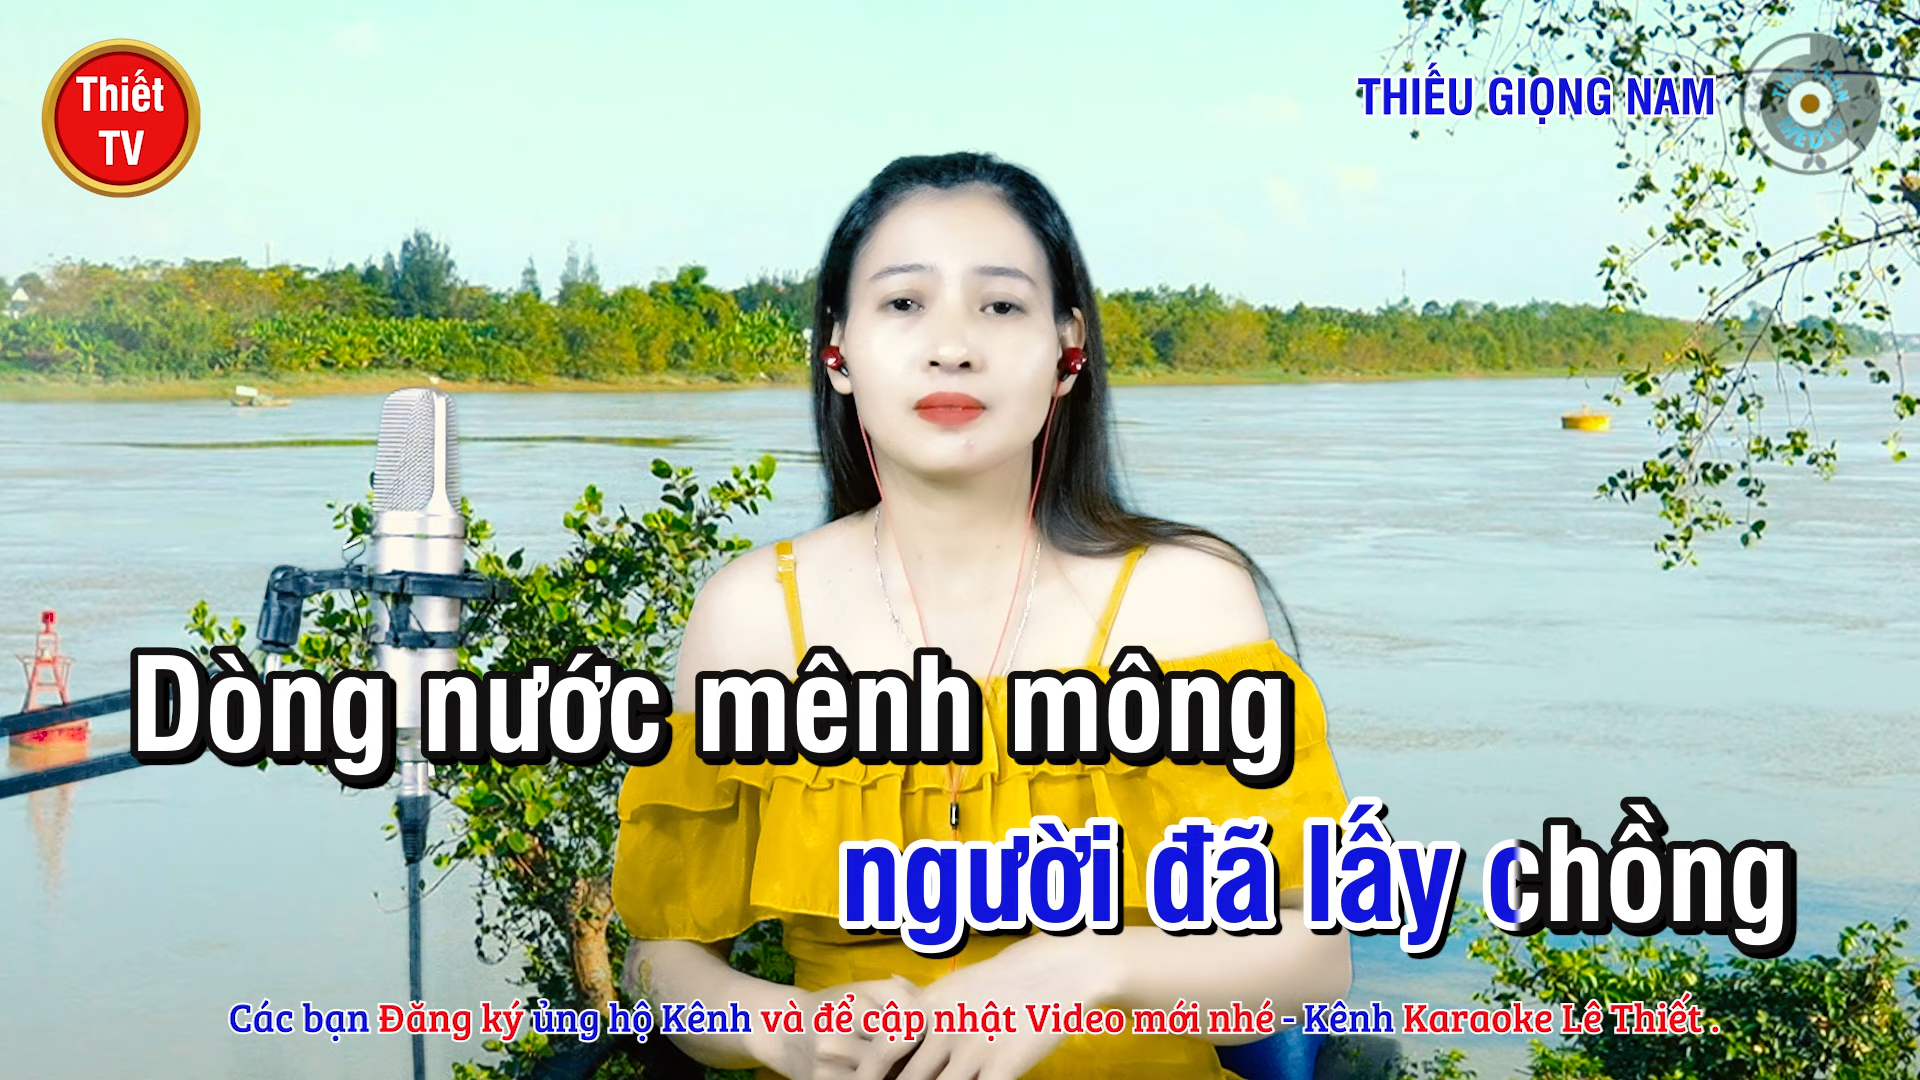 Thiết
TV
THIẾU GIỌNG NAM
MEDIA
Dòng nước mênh mông
người đã lấy chồng
Các bạn Đăng ký ủng hộ Kênh và để cập nhật Video mới nhé - Kênh Karaoke Lê Thiết .